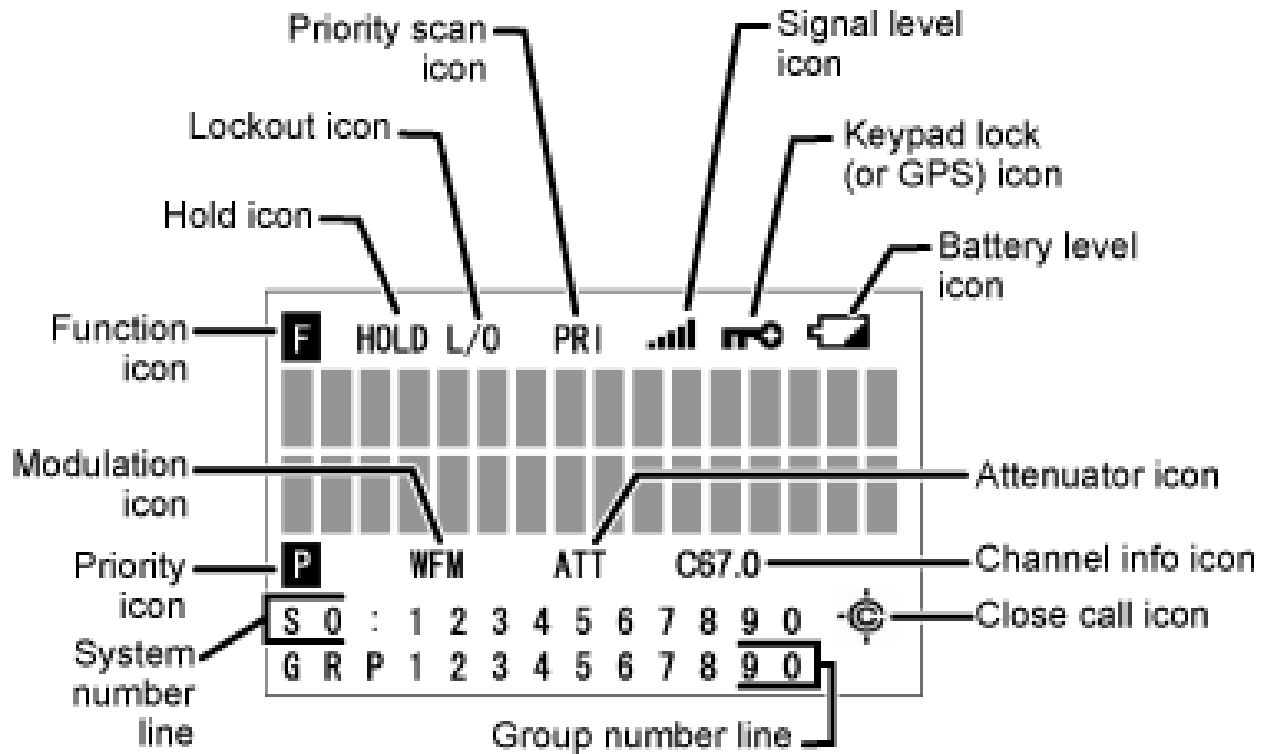 Priority scan
icon
Signal level
icon
Lockout icon
Keypad lock
(or GPS) icon
Hold icon
Battery level
icon
Function
icon
F HOLD L/O PRI
Modulation
icon
Attenuator icon
Priority
icon
P WFM ATT C67.0
Channel info icon
S 0 : 1 2 3 4 5 6 7 8 9 0 C
Close call icon
System
number
line
G R P 1 2 3 4 5 6 7 8 9 0
Group number line